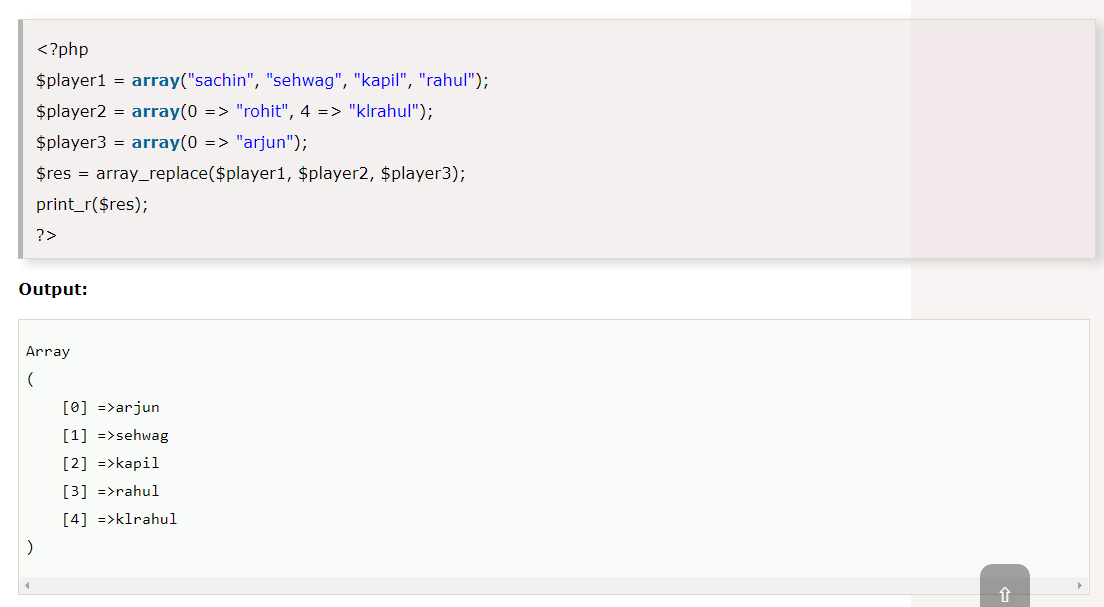 <?php
$player1 = array("sachin", "sehwag", "kapil", "rahul");
$player2 = array(0 => "rohit", 4 => "klrahul");
$player3 = array(0 => "arjun");
$res = array_replace($player1, $player2, $player3);
print_r($res);
?>
Output:
Array
(
    [0] =>arjun
    [1] =>sehwag
    [2] =>kapil
    [3] =>rahul
    [4] =>klrahul
)